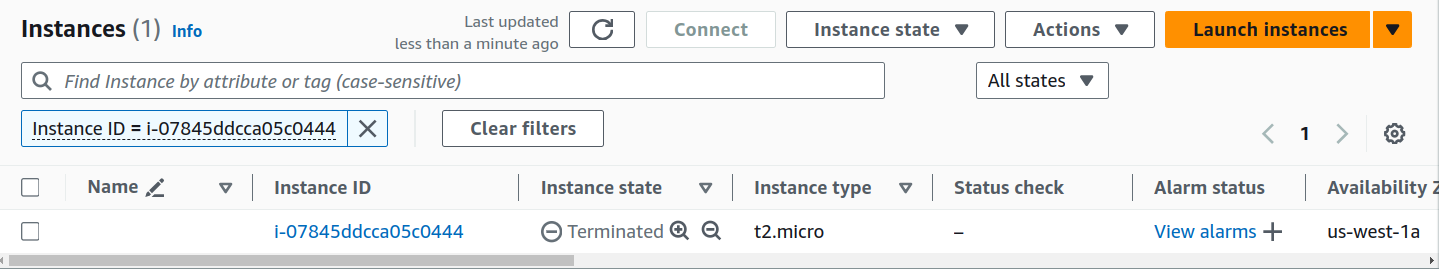 Instances (1) Info
Last updated
less than a minute ago
Connect
Instance state
Actions
Launch instances
Find Instance by attribute or tag (case-sensitive)
All states
Instance ID = i-07845ddcca05c0444
Clear filters
1
Name Instance ID Instance state Instance type Status check Alarm status Availability Z
i-07845ddcca05c0444 Terminated t2.micro – View alarms us-west-1a